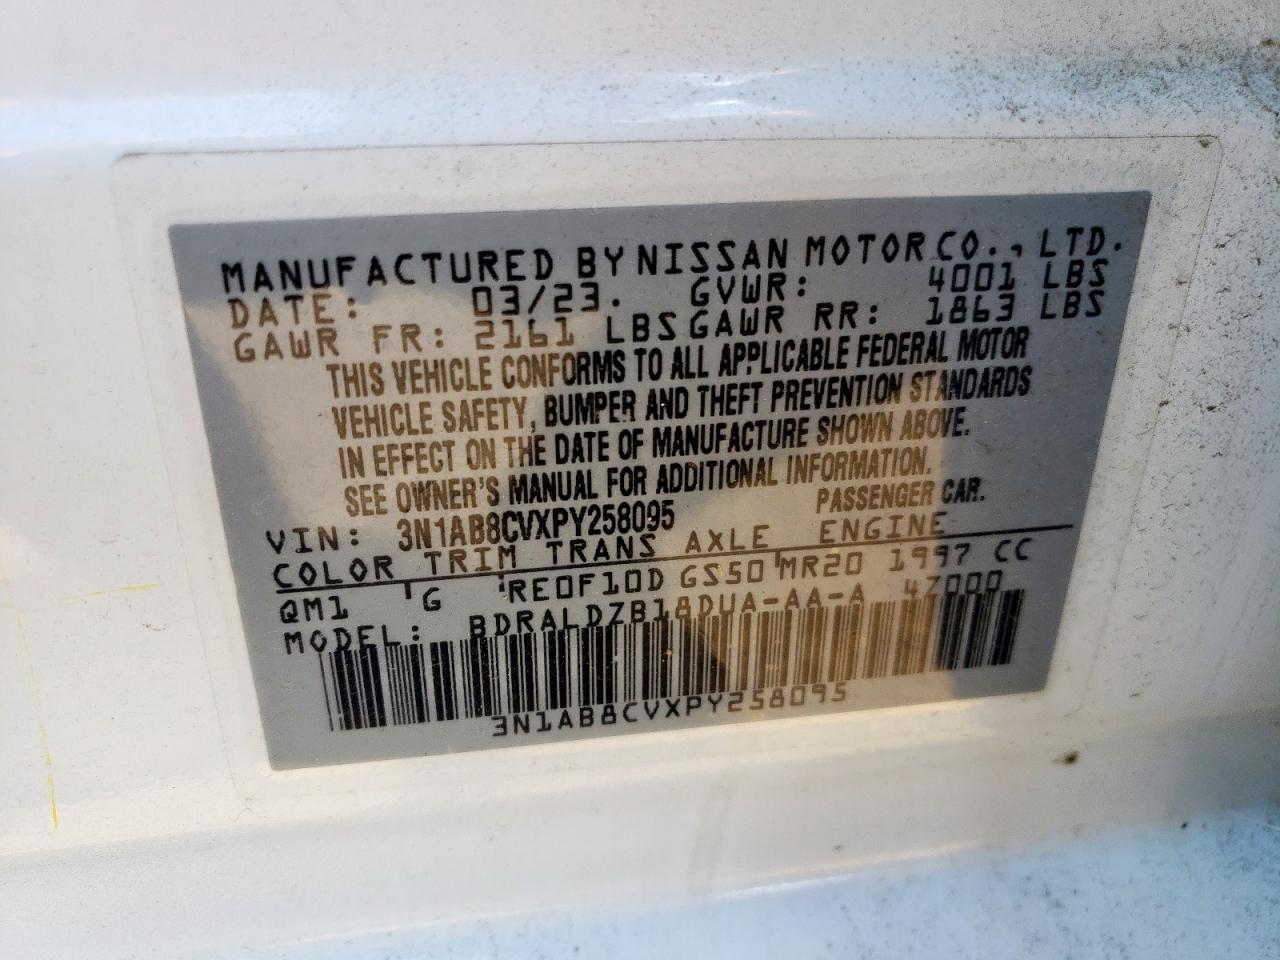 MANUFACTURED BY NISSAN MOTOR CO., LTD.
DATE: 03/23. GVWR: 4001 LBS
GAWR FR: 2161 LBS GAWR RR: 1863 LBS
THIS VEHICLE CONFORMS TO ALL APPLICABLE FEDERAL MOTOR
VEHICLE SAFETY, BUMPER AND THEFT PREVENTION STANDARDS
IN EFFECT ON THE DATE OF MANUFACTURE SHOWN ABOVE.
SEE OWNER'S MANUAL FOR ADDITIONAL INFORMATION.
VIN: 3N1AB8CVXPY258095 PASSENGER CAR.
COLOR TRIM TRANS AXLE ENGINE
QM1 G RE0F10D GS50 MR20 1997 CC
MODEL: BDRALDZB18DUA-AA-A 4Z000
3N1AB8CVXPY258095